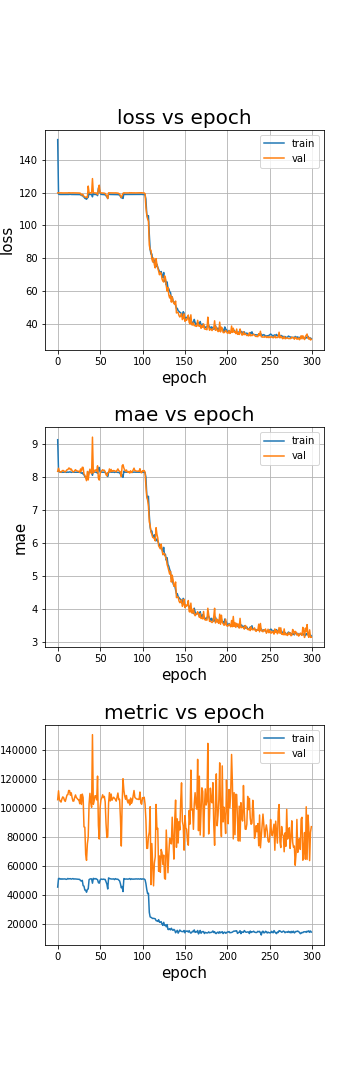 loss vs epoch
train
val
140
120
100
80
60
40
loss
0 50 100 150 200 250 300
epoch
mae vs epoch
train
val
9
8
7
6
5
4
3
mae
0 50 100 150 200 250 300
epoch
metric vs epoch
train
val
140000
120000
100000
80000
60000
40000
20000
0 50 100 150 200 250 300
epoch